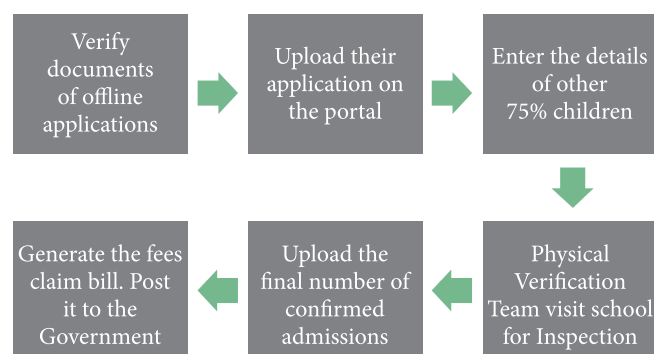 Verify
documents
of offline
applications
Upload their
application on
the portal
Enter the details
of other
75% children
Physical
Verification
Team visit school
for Inspection
Upload the
final number of
confirmed
admissions
Generate the fees
claim bill. Post
it to the
Government